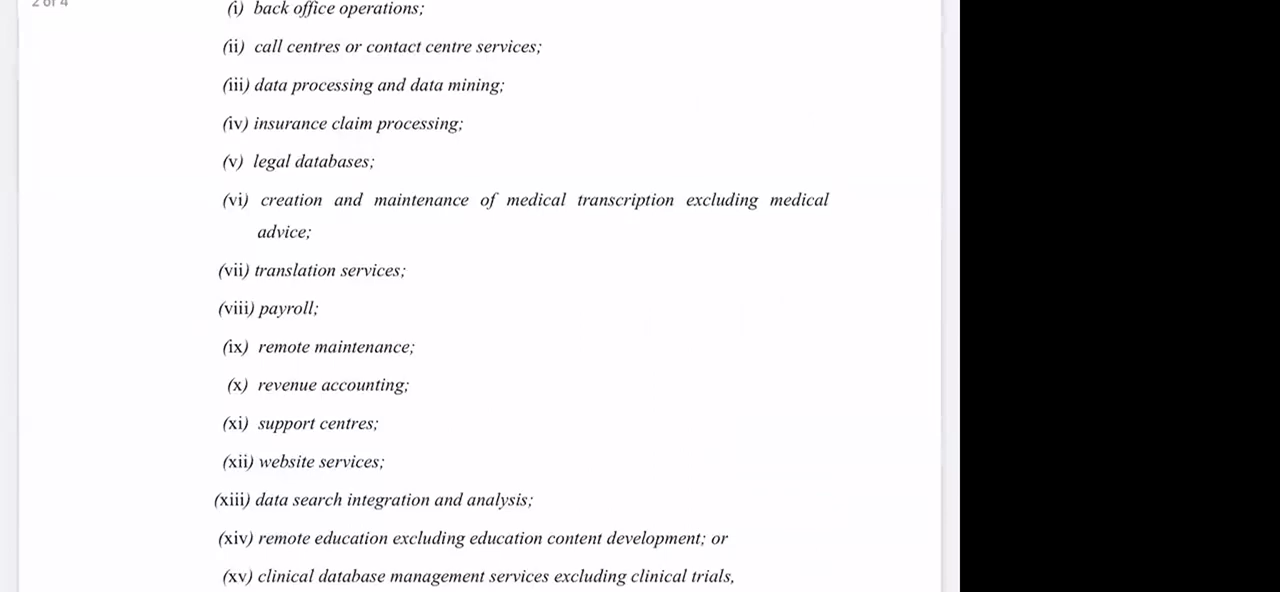 2 of 4
(i) back office operations;
(ii) call centres or contact centre services;
(iii) data processing and data mining;
(iv) insurance claim processing;
(v) legal databases;
(vi) creation and maintenance of medical transcription excluding medical
advice;
(vii) translation services;
(viii) payroll;
(ix) remote maintenance;
(x) revenue accounting;
(xi) support centres;
(xii) website services;
(xiii) data search integration and analysis;
(xiv) remote education excluding education content development; or
(xv) clinical database management services excluding clinical trials,